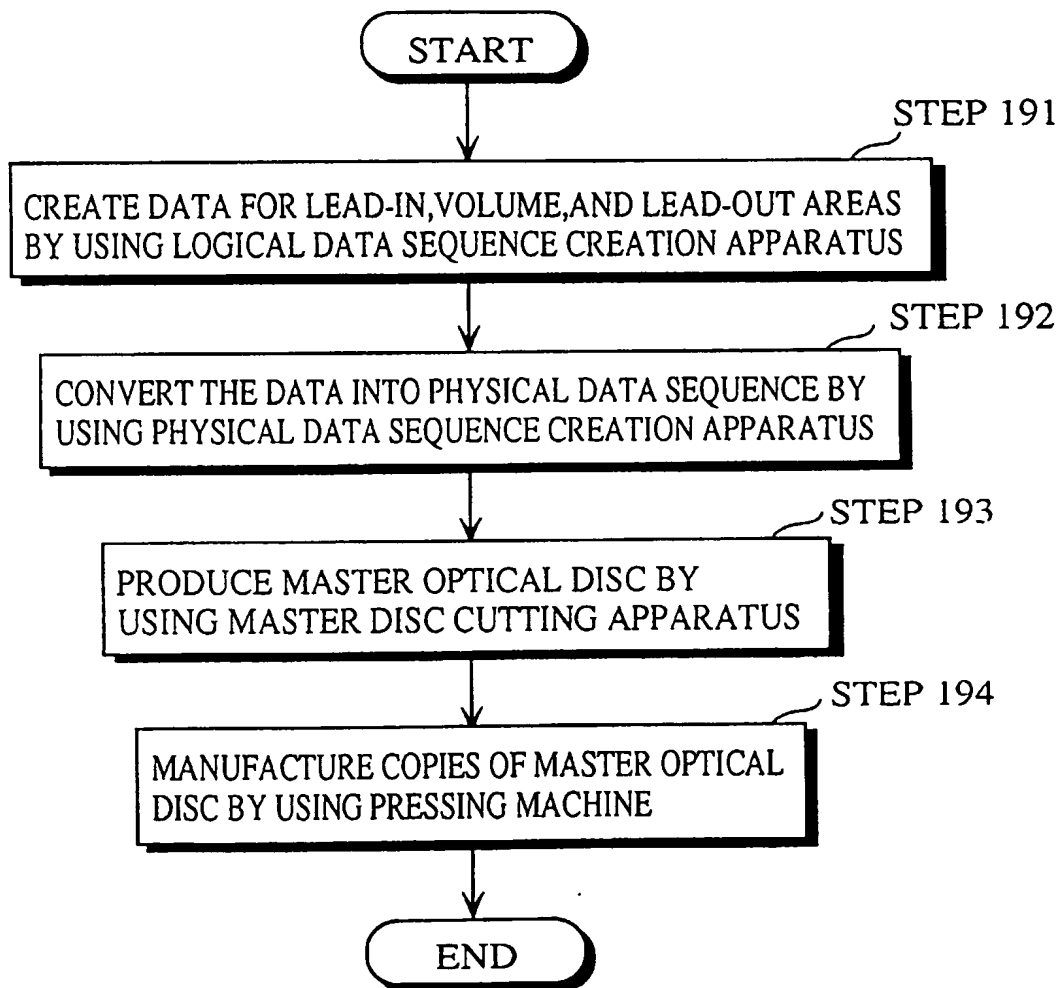 START
STEP 191
CREATE DATA FOR LEAD-IN,VOLUME,AND LEAD-OUT AREAS
BY USING LOGICAL DATA SEQUENCE CREATION APPARATUS
STEP 192
CONVERT THE DATA INTO PHYSICAL DATA SEQUENCE BY
USING PHYSICAL DATA SEQUENCE CREATION APPARATUS
STEP 193
PRODUCE MASTER OPTICAL DISC BY
USING MASTER DISC CUTTING APPARATUS
STEP 194
MANUFACTURE COPIES OF MASTER OPTICAL
DISC BY USING PRESSING MACHINE
END